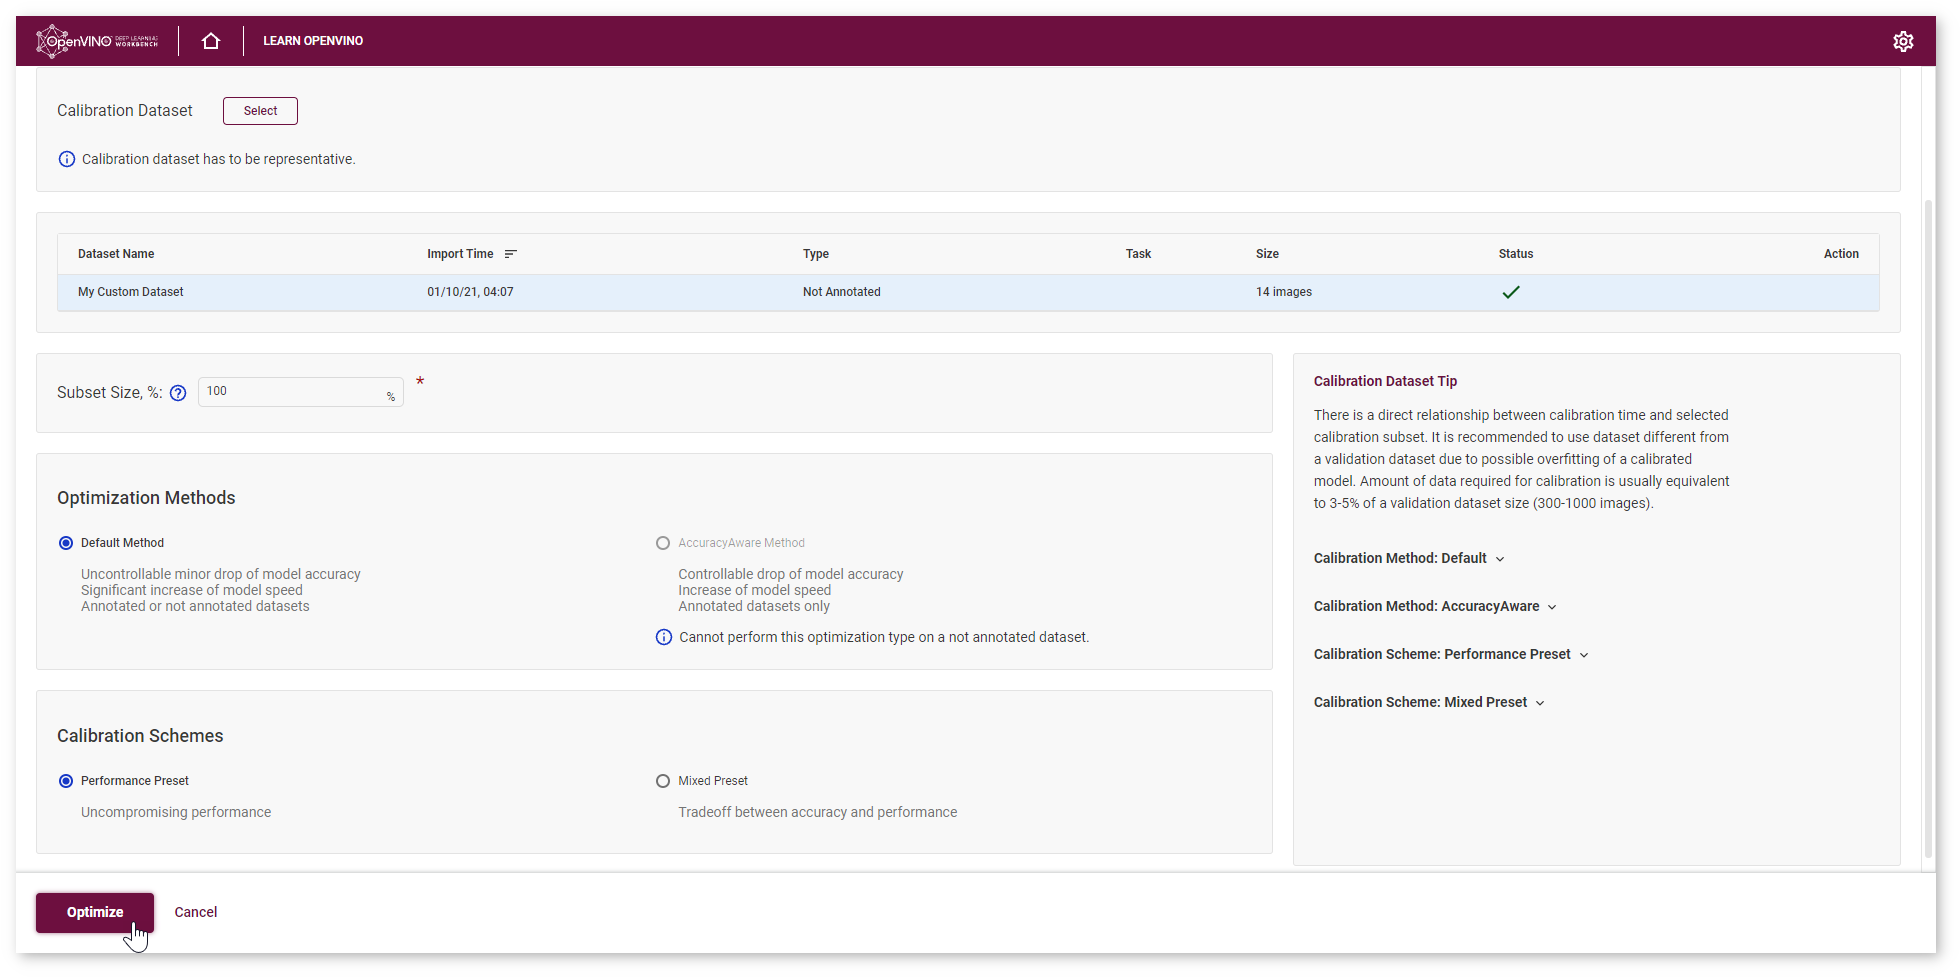 OpenVINO™ DEEP LEARNING
WORKBENCH
LEARN OPENVINO
Calibration Dataset
Select
Calibration dataset has to be representative.
Dataset Name Import Time Type Task Size Status Action
My Custom Dataset 01/10/21, 04:07 Not Annotated 14 images
Subset Size, %: 100 % *
Optimization Methods
Default Method
Uncontrollable minor drop of model accuracy
Significant increase of model speed
Annotated or not annotated datasets
AccuracyAware Method
Controllable drop of model accuracy
Increase of model speed
Annotated datasets only
Cannot perform this optimization type on a not annotated dataset.
Calibration Schemes
Performance Preset
Uncompromising performance
Mixed Preset
Tradeoff between accuracy and performance
Calibration Dataset Tip
There is a direct relationship between calibration time and selected
calibration subset. It is recommended to use dataset different from
a validation dataset due to possible overfitting of a calibrated
model. Amount of data required for calibration is usually equivalent
to 3-5% of a validation dataset size (300-1000 images).
Calibration Method: Default
Calibration Method: AccuracyAware
Calibration Scheme: Performance Preset
Calibration Scheme: Mixed Preset
Optimize
Cancel